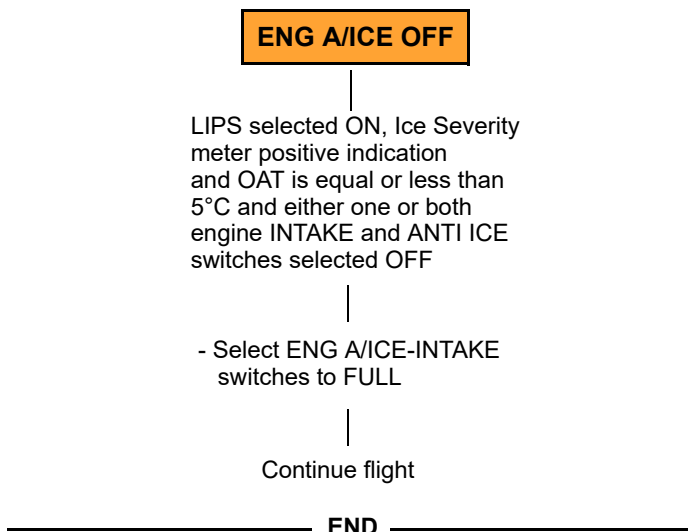 ENG A/ICE OFF
LIPS selected ON, Ice Severity
meter positive indication
and OAT is equal or less than
5°C and either one or both
engine INTAKE and ANTI ICE
switches selected OFF
- Select ENG A/ICE-INTAKE
switches to FULL
Continue flight
END